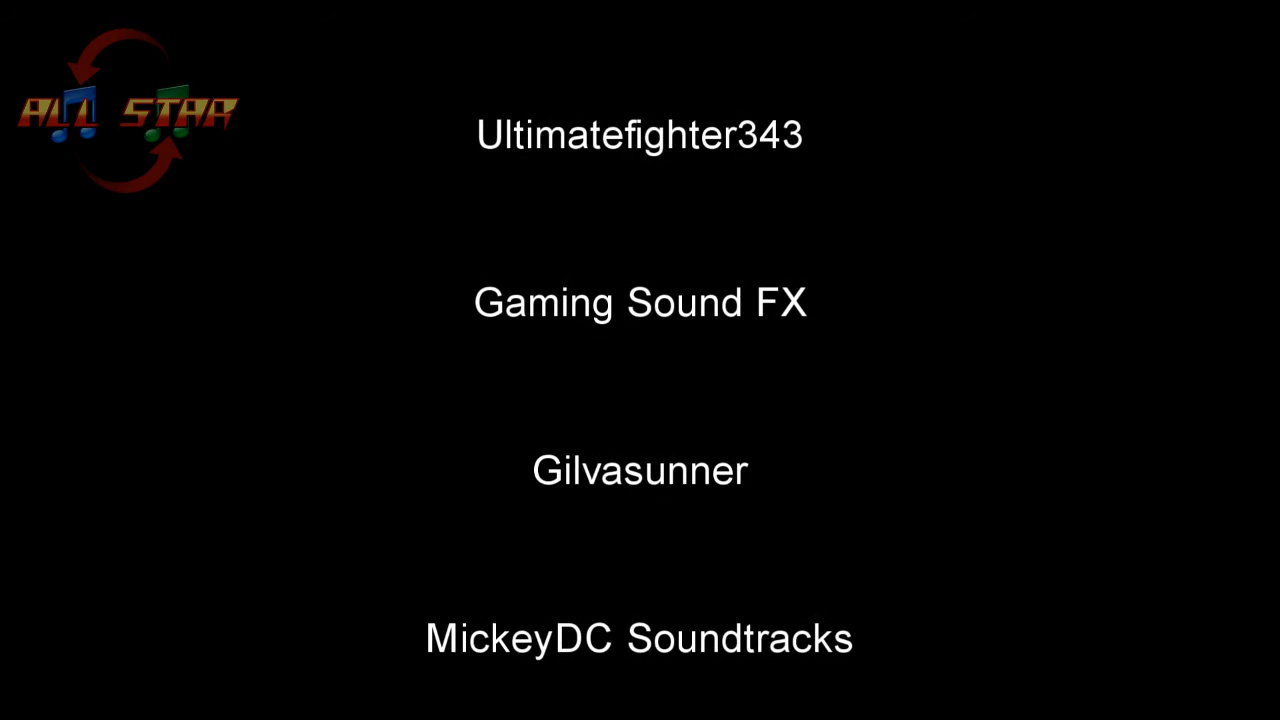 ALL STAR
Ultimatefighter343
Gaming Sound FX
Gilvasunner
MickeyDC Soundtracks